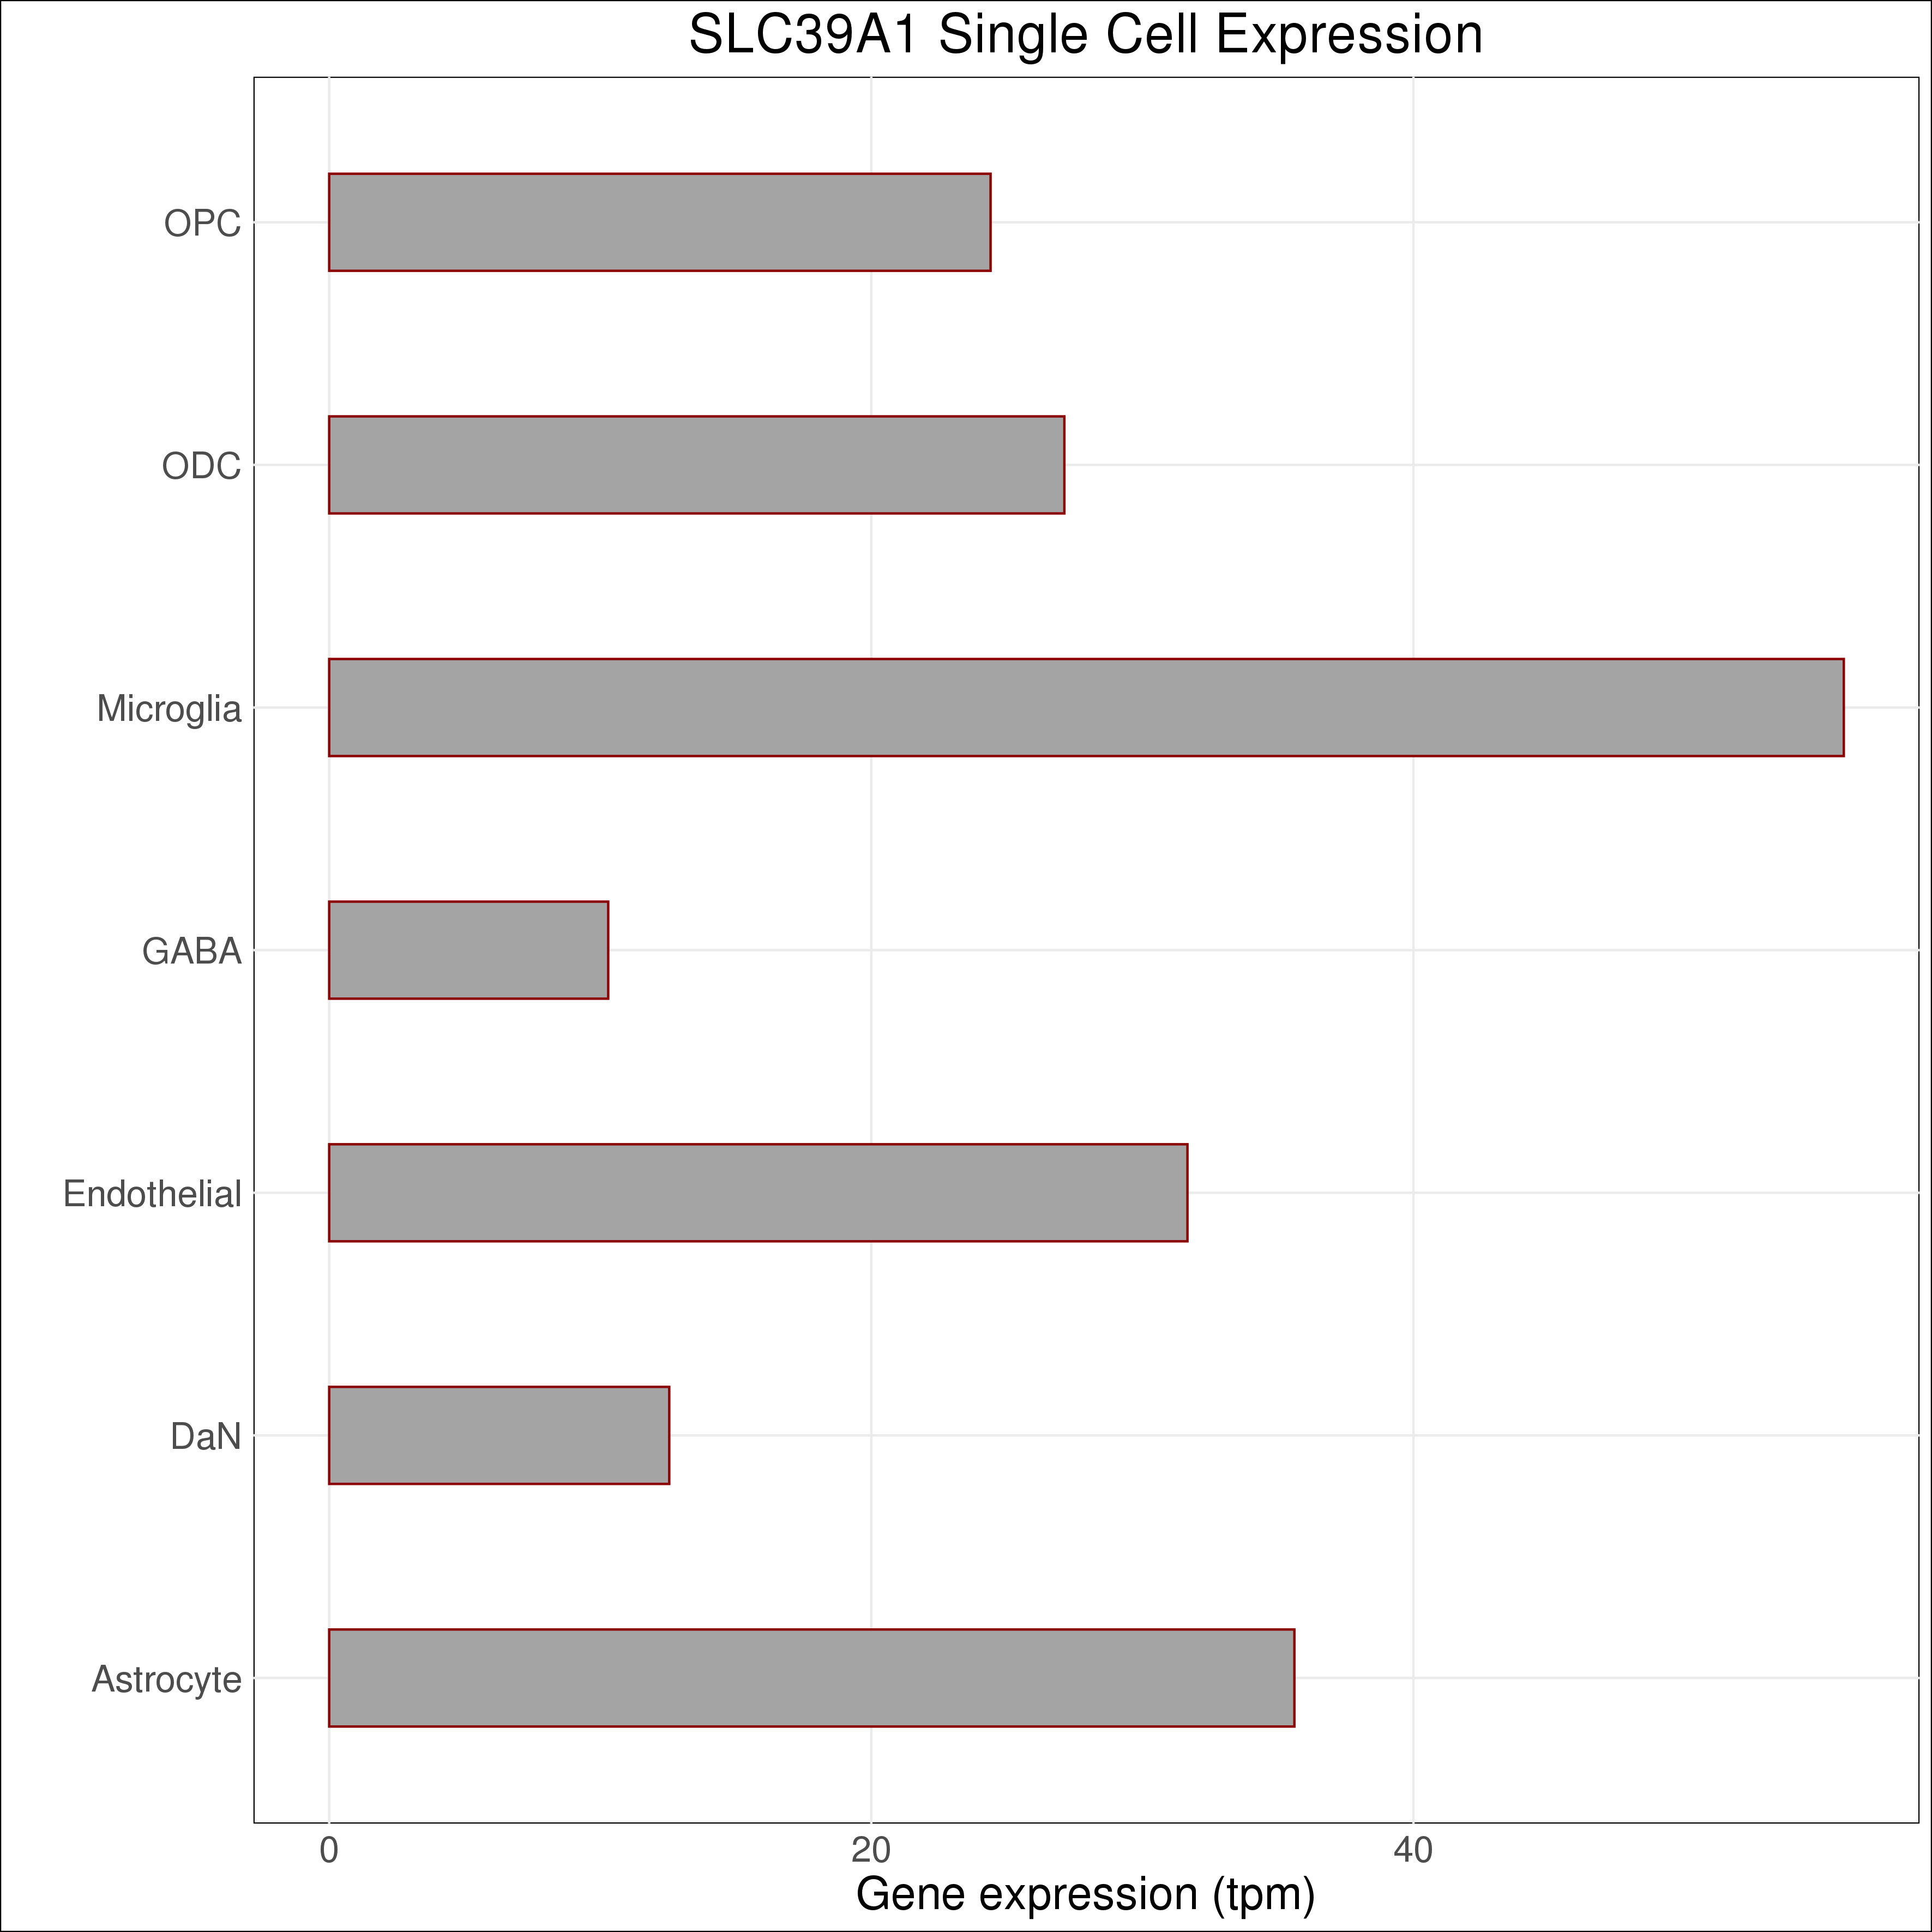 SLC39A1 Single Cell Expression
OPC
ODC
Microglia
GABA
Endothelial
DaN
Astrocyte
0 20 40
Gene expression (tpm)